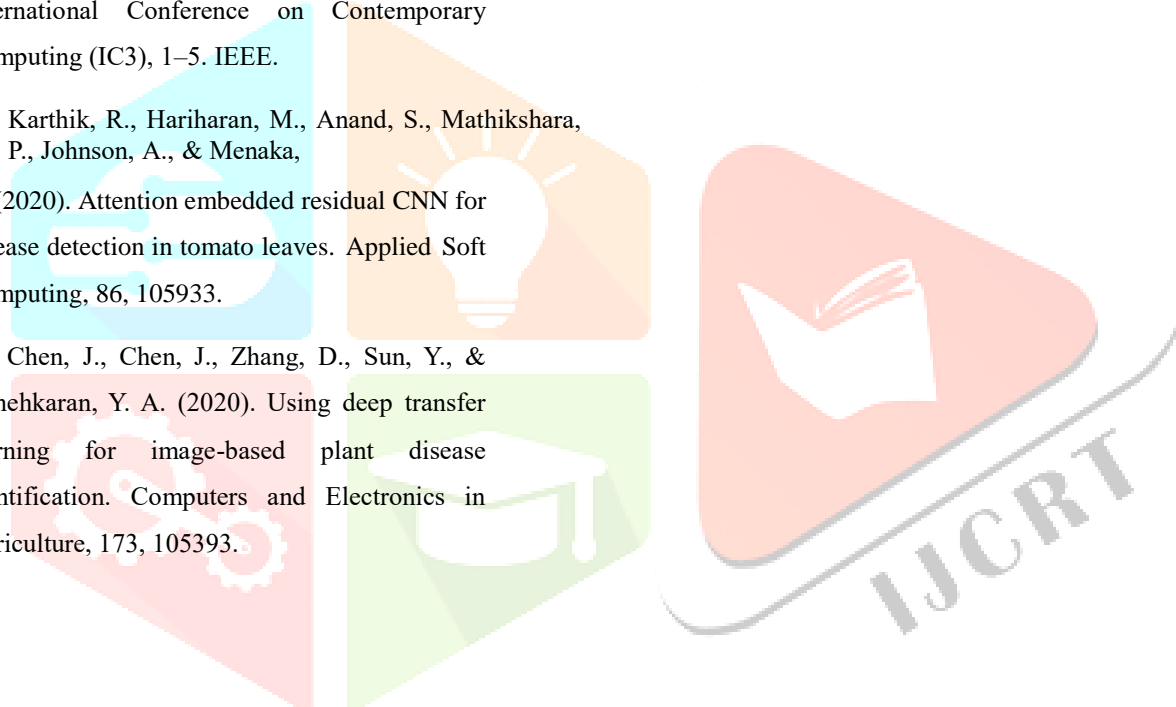 ernational Conference on Contemporary
mputing (IC3), 1–5. IEEE.
Karthik, R., Hariharan, M., Anand, S., Mathikshara,
P., Johnson, A., & Menaka,
2020). Attention embedded residual CNN for
ease detection in tomato leaves. Applied Soft
mputing, 86, 105933.
Chen, J., Chen, J., Zhang, D., Sun, Y., &
nehkaran, Y. A. (2020). Using deep transfer
rning for image-based plant disease
ntification. Computers and Electronics in
riculture, 173, 105393.
IJCRT